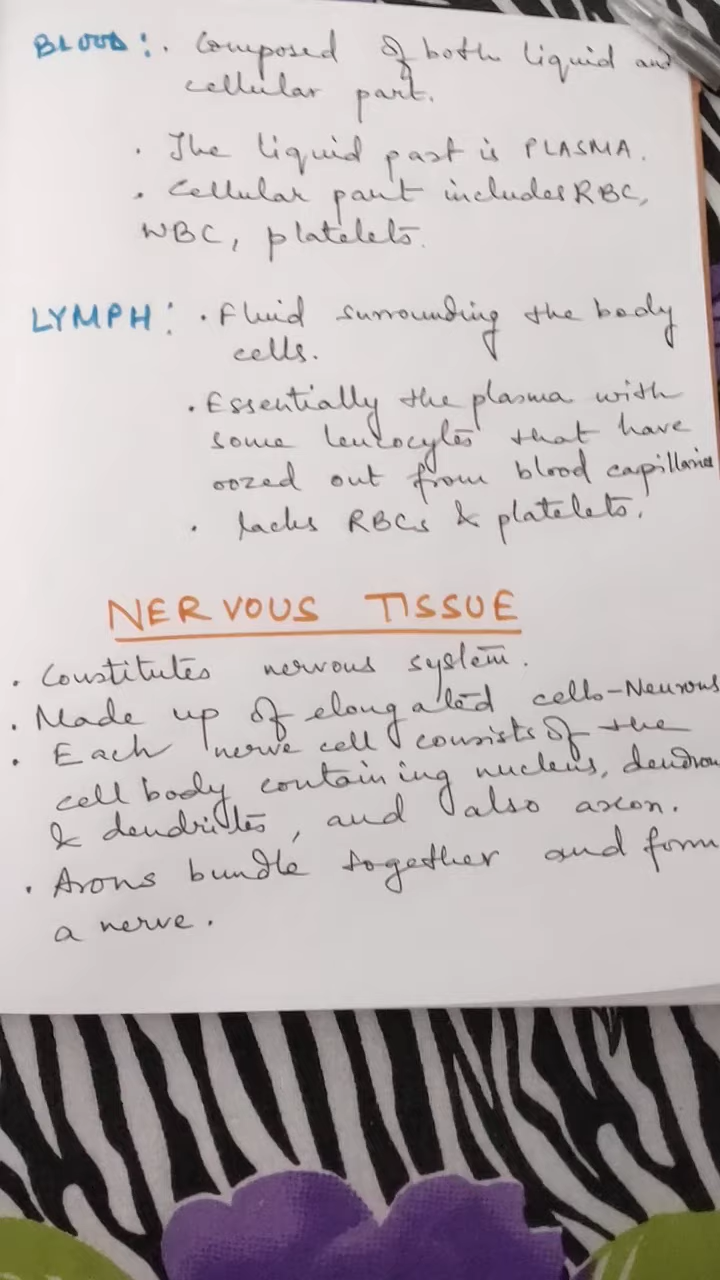 BLOOD: • Composed of both liquid and
cellular part.
• The liquid part is PLASMA.
• Cellular part includes RBC,
WBC, platelets.
LYMPH: • Fluid surrounding the body
cells.
• Essentially the plasma with
some leucocytes that have
oozed out from blood capillaries
• lacks RBCs & platelets.
NERVOUS TISSUE
• Constitutes nervous system.
• Made up of elongated cells-Neurons
• Each nerve cell consists of the
cell body containing nucleus, dendron
& dendrites, and also axon.
• Axons bundle together and form
a nerve.